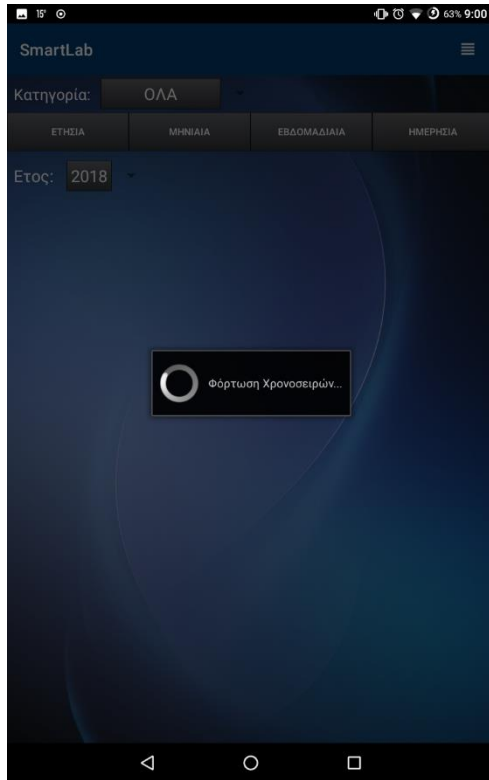 15° 63% 9:00
SmartLab
Κατηγορία: ΟΛΑ
ΕΤΗΣΙΑ ΜΗΝΙΑΙΑ ΕΒΔΟΜΑΔΙΑΙΑ ΗΜΕΡΗΣΙΑ
Ετος: 2018
Φόρτωση Χρονοσειρών...